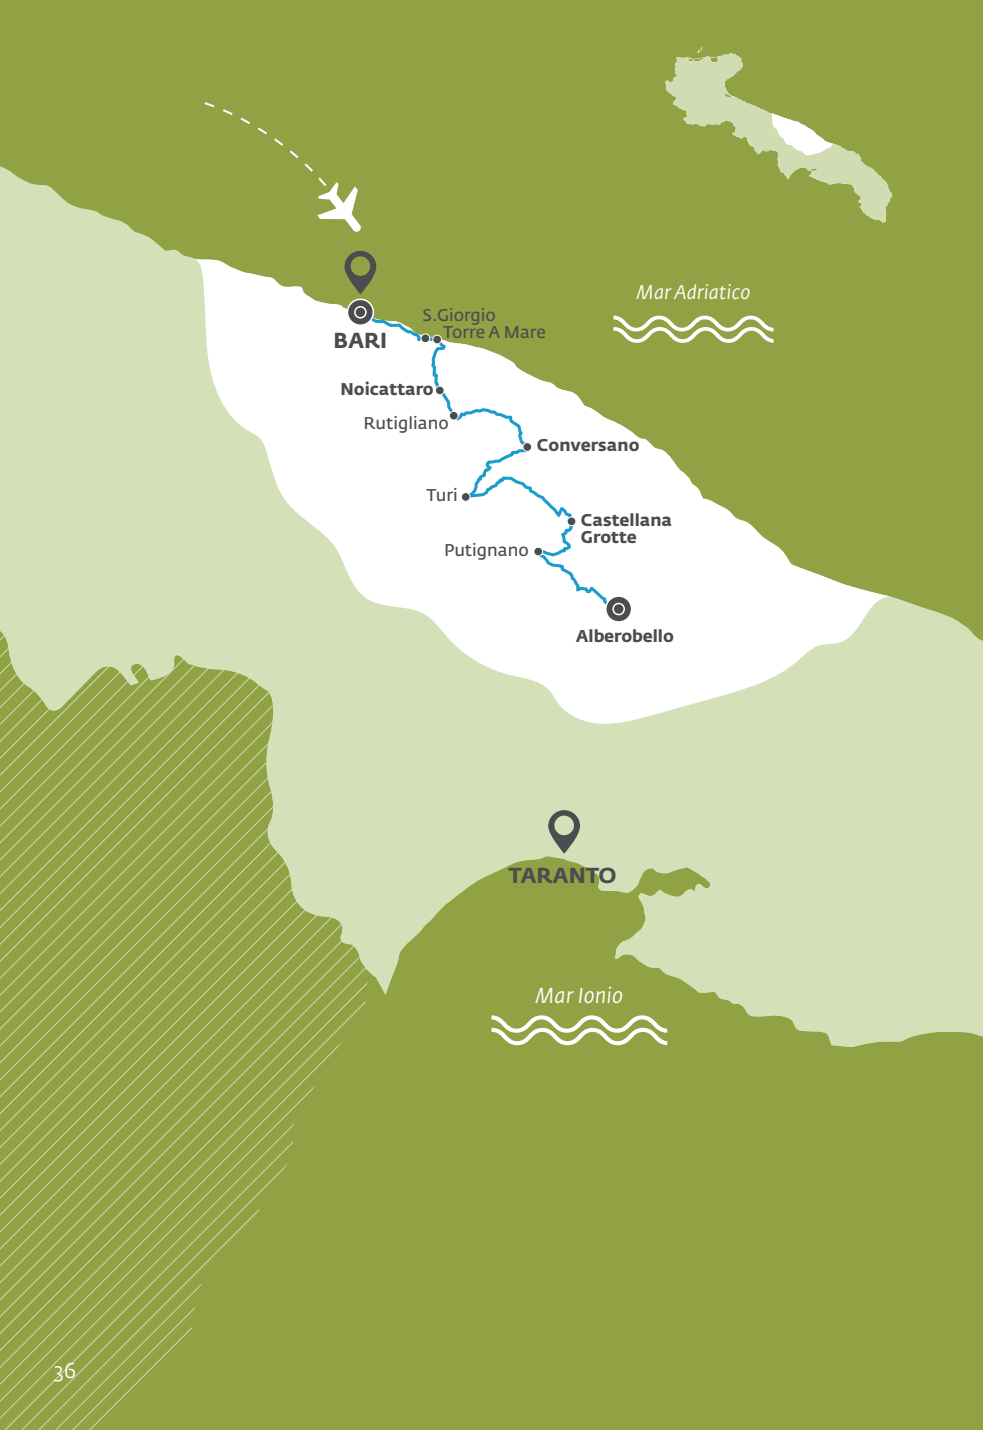 Mar Adriatico
S.Giorgio
Torre A Mare
BARI
Noicattaro
Rutigliano
Conversano
Turi
Castellana
Grotte
Putignano
Alberobello
TARANTO
Mar Ionio
36